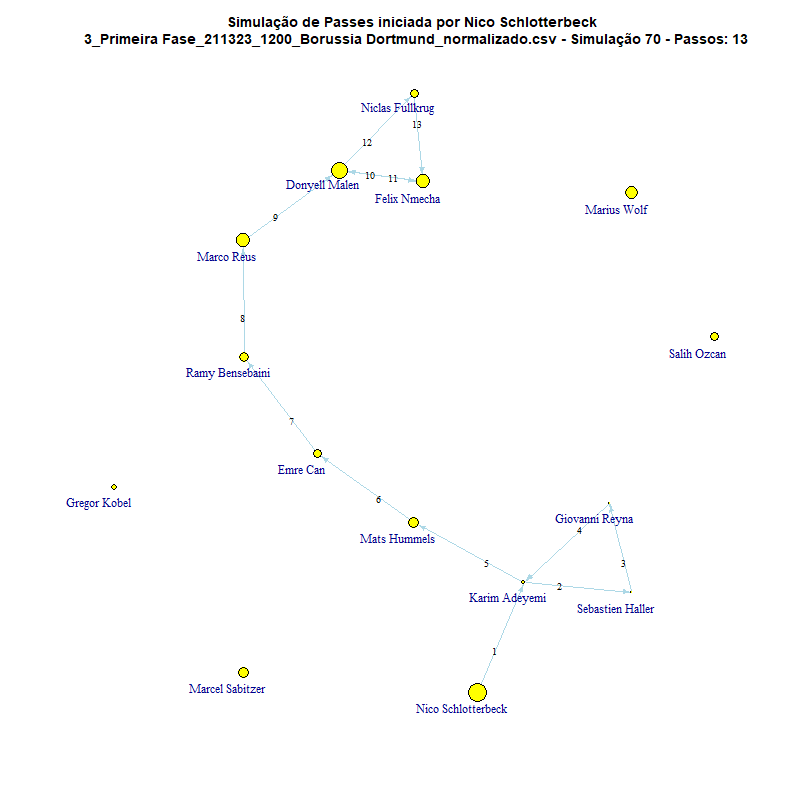 Simulação de Passes iniciada por Nico Schlotterbeck
3_Primeira Fase_211323_1200_Borussia Dortmund_normalizado.csv - Simulação 70 - Passos: 13
Niclas Fullkrug
13
12
Donyell Malen
10
11
Felix Nmecha
Marius Wolf
9
Marco Reus
8
Salih Ozcan
Ramy Bensebaini
7
Emre Can
Gregor Kobel
6
Giovanni Reyna
4
Mats Hummels
5
3
2
Karim Adeyemi
Sebastien Haller
1
Marcel Sabitzer
Nico Schlotterbeck